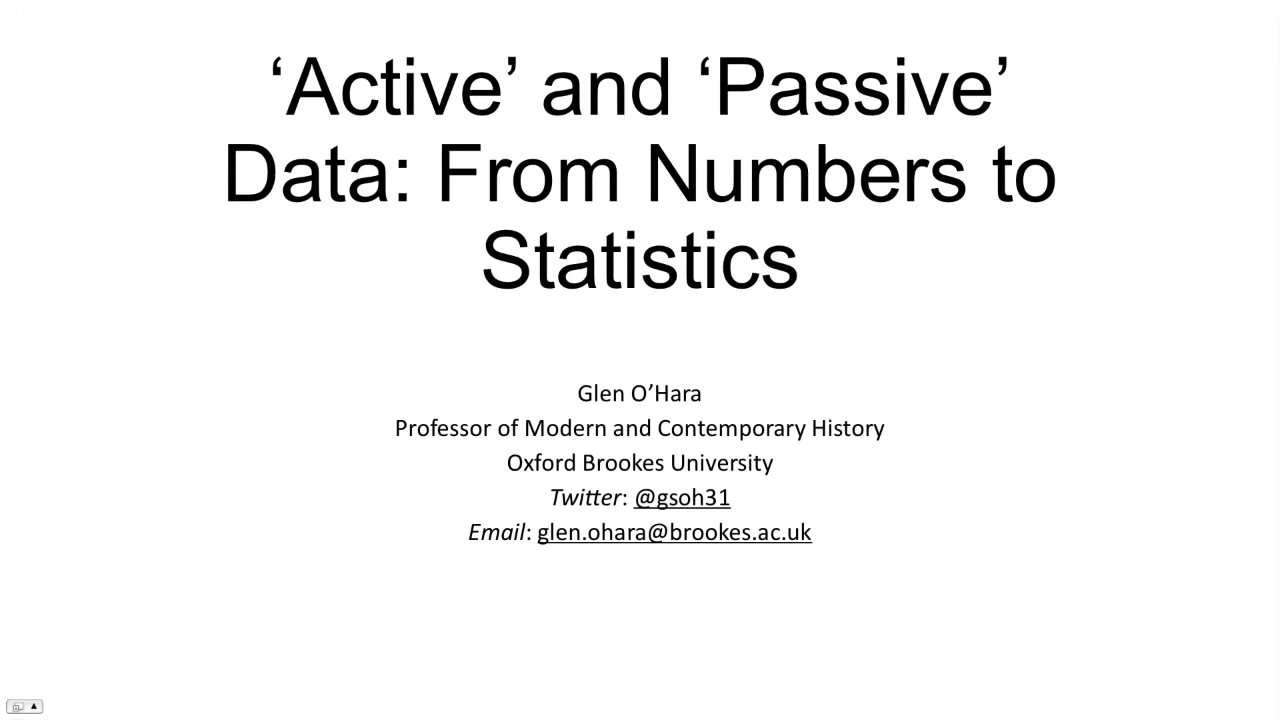 ‘Active’ and ‘Passive’
Data: From Numbers to
Statistics
Glen O’Hara
Professor of Modern and Contemporary History
Oxford Brookes University
Twitter: @gsoh31
Email: glen.ohara@brookes.ac.uk